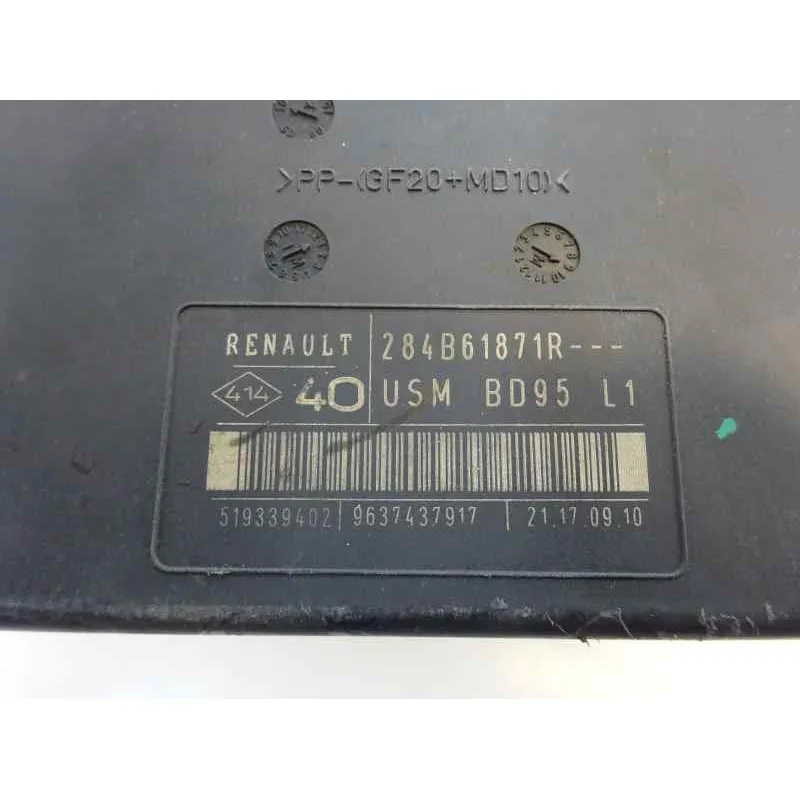 >PP-(GF20+MD10)<
RENAULT 284B61871R---
414 40 USM BD95 L1
519339402 9637437917 21.17.09.10